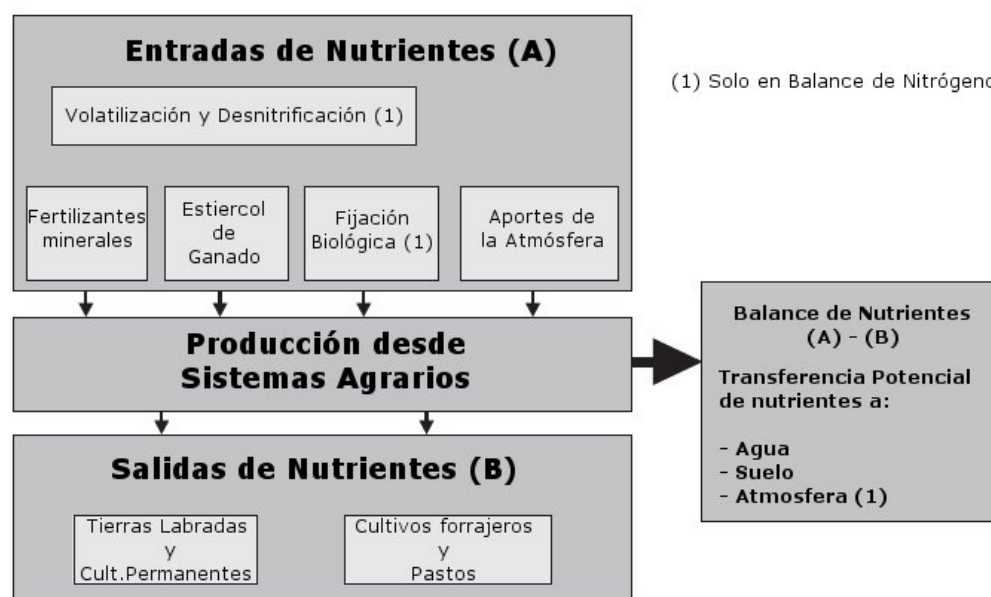 Entradas de Nutrientes (A)
(1) Solo en Balance de Nitrógeno
Volatilización y Desnitrificación (1)
Fertilizantes
minerales
Estiercol
de
Ganado
Fijación
Biológica (1)
Aportes de
la Atmósfera
Producción desde
Sistemas Agrarios
Balance de Nutrientes
(A) - (B)
Transferencia Potencial
de nutrientes a:
- Agua
- Suelo
- Atmosfera (1)
Salidas de Nutrientes (B)
Tierras Labradas
y
Cult.Permanentes
Cultivos forrajeros
y
Pastos